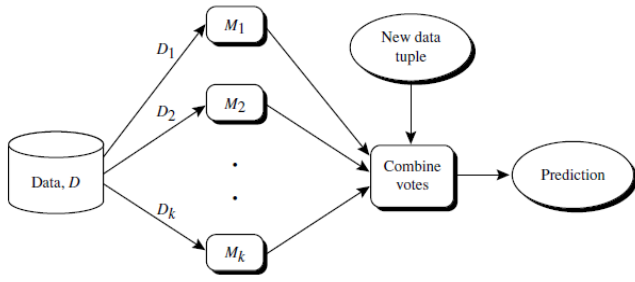 M1
New data
tuple
D1
D2
M2
Data, D
Combine
votes
Prediction
Dk
Mk